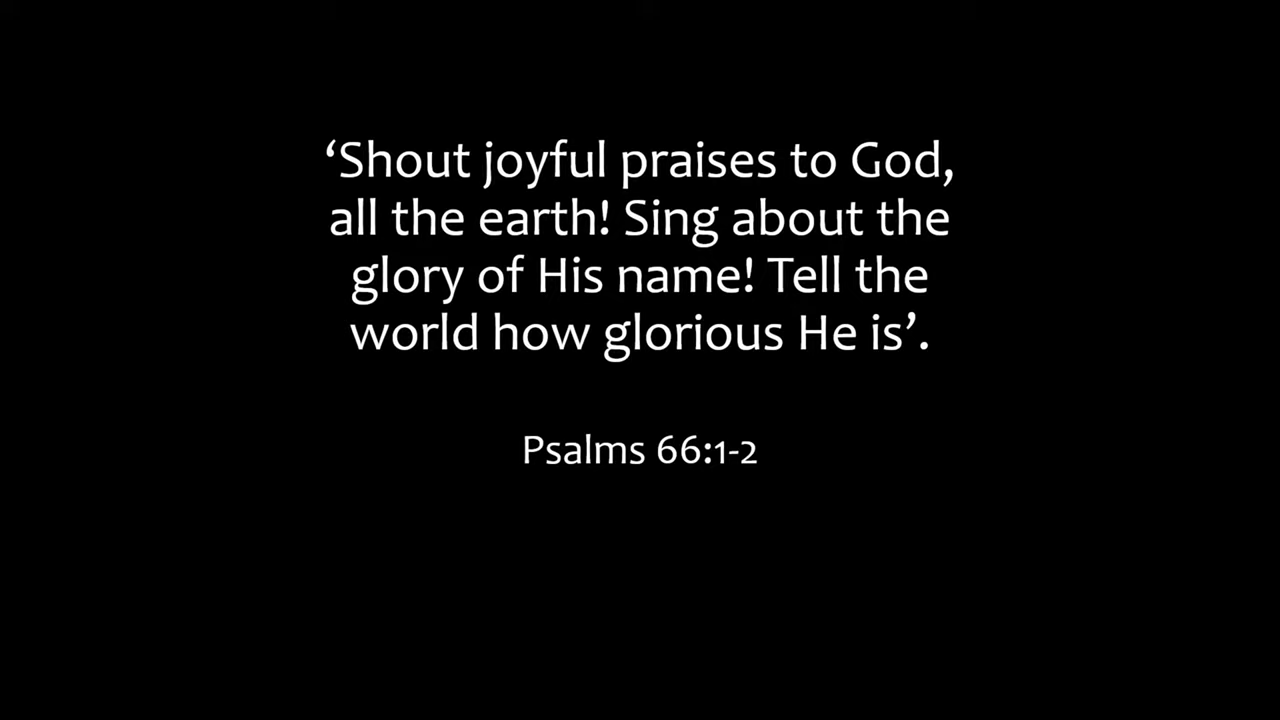 ‘Shout joyful praises to God,
all the earth! Sing about the
glory of His name! Tell the
world how glorious He is’.
Psalms 66:1-2